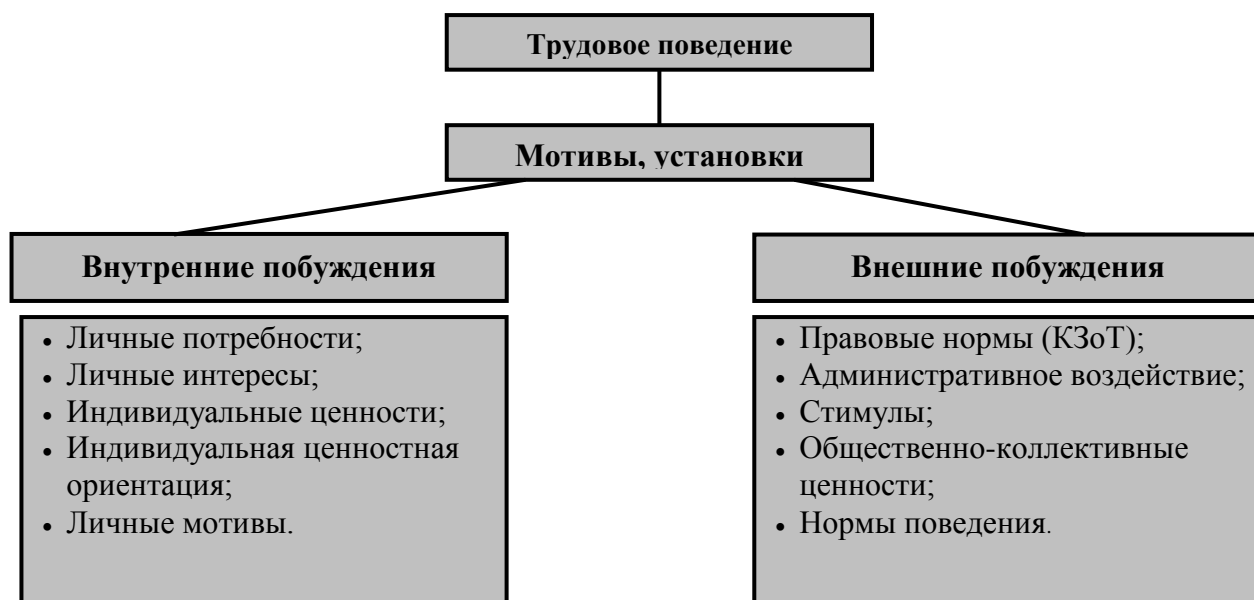 Трудовое поведение
Мотивы, установки
Внутренние побуждения
• Личные потребности;
• Личные интересы;
• Индивидуальные ценности;
• Индивидуальная ценностная
ориентация;
• Личные мотивы.
Внешние побуждения
• Правовые нормы (КЗоТ);
• Административное воздействие;
• Стимулы;
• Общественно-коллективные
ценности;
• Нормы поведения.